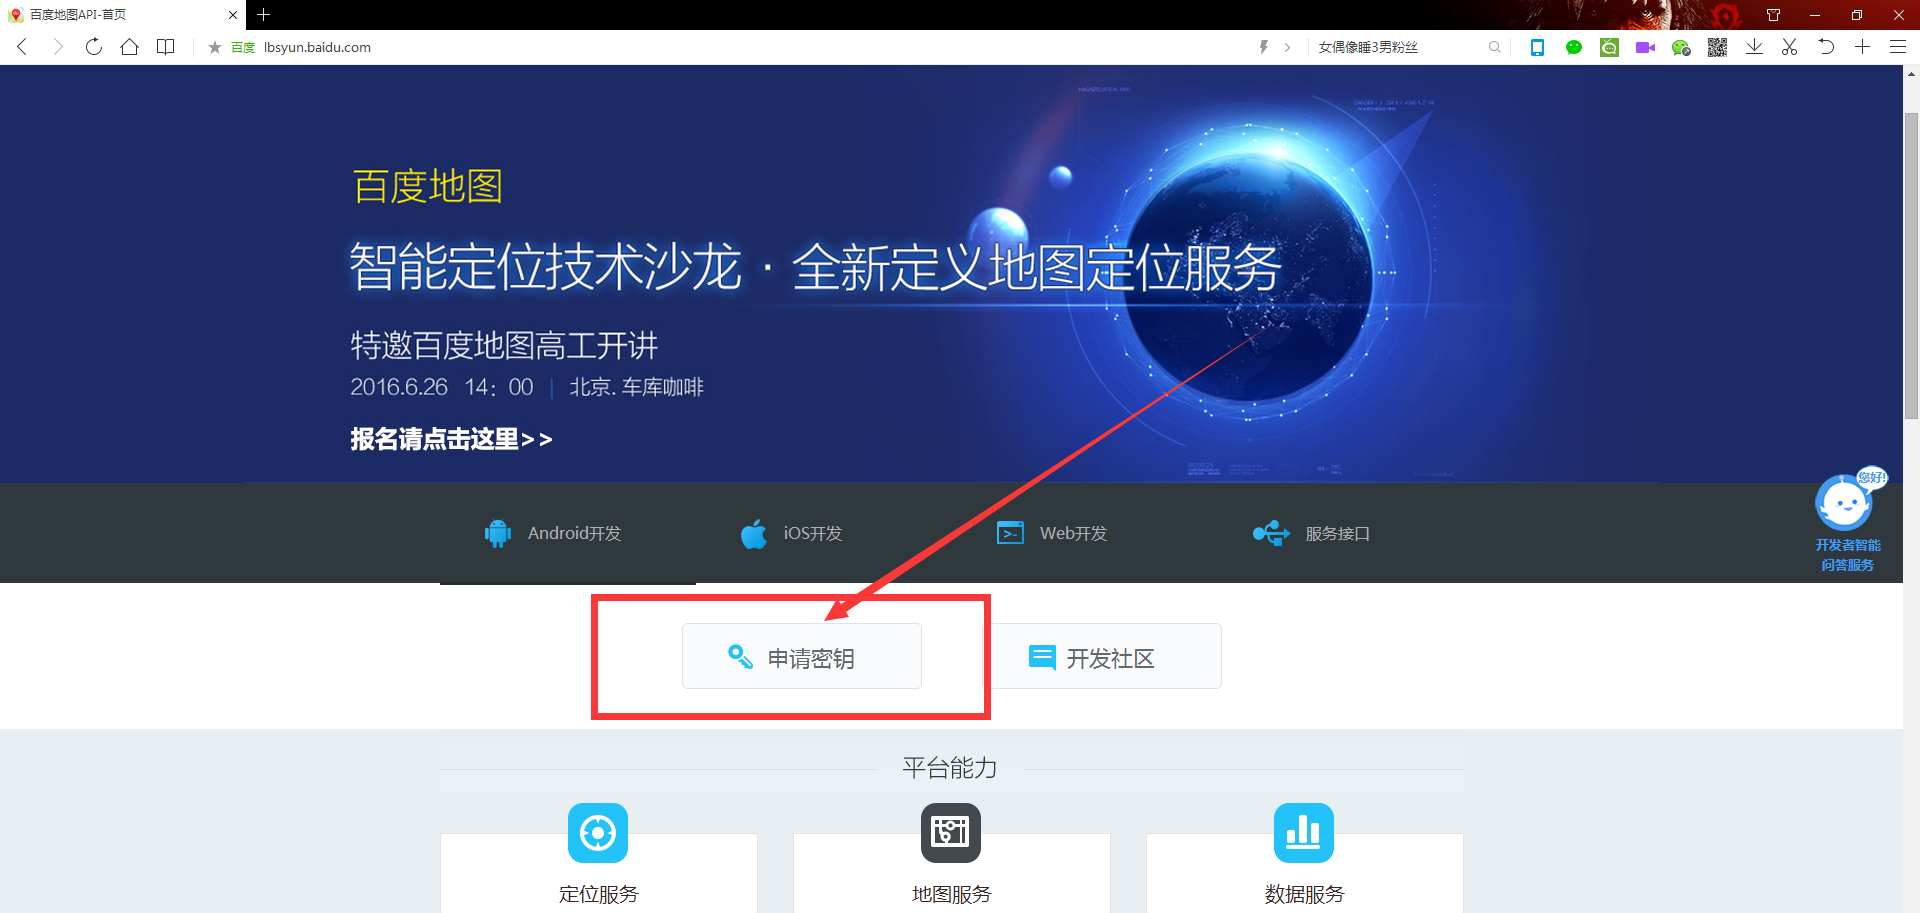 百度地图API-首页
百度 lbsyun.baidu.com
女偶像睡3男粉丝
百度地图
智能定位技术沙龙·全新定义地图定位服务
特邀百度地图高工开讲
2016.6.26 14：00 | 北京.车库咖啡
报名请点击这里>>
您好!
Android开发
iOS开发
Web开发
服务接口
开发者智能
问答服务
申请密钥
开发社区
平台能力
定位服务
地图服务
数据服务